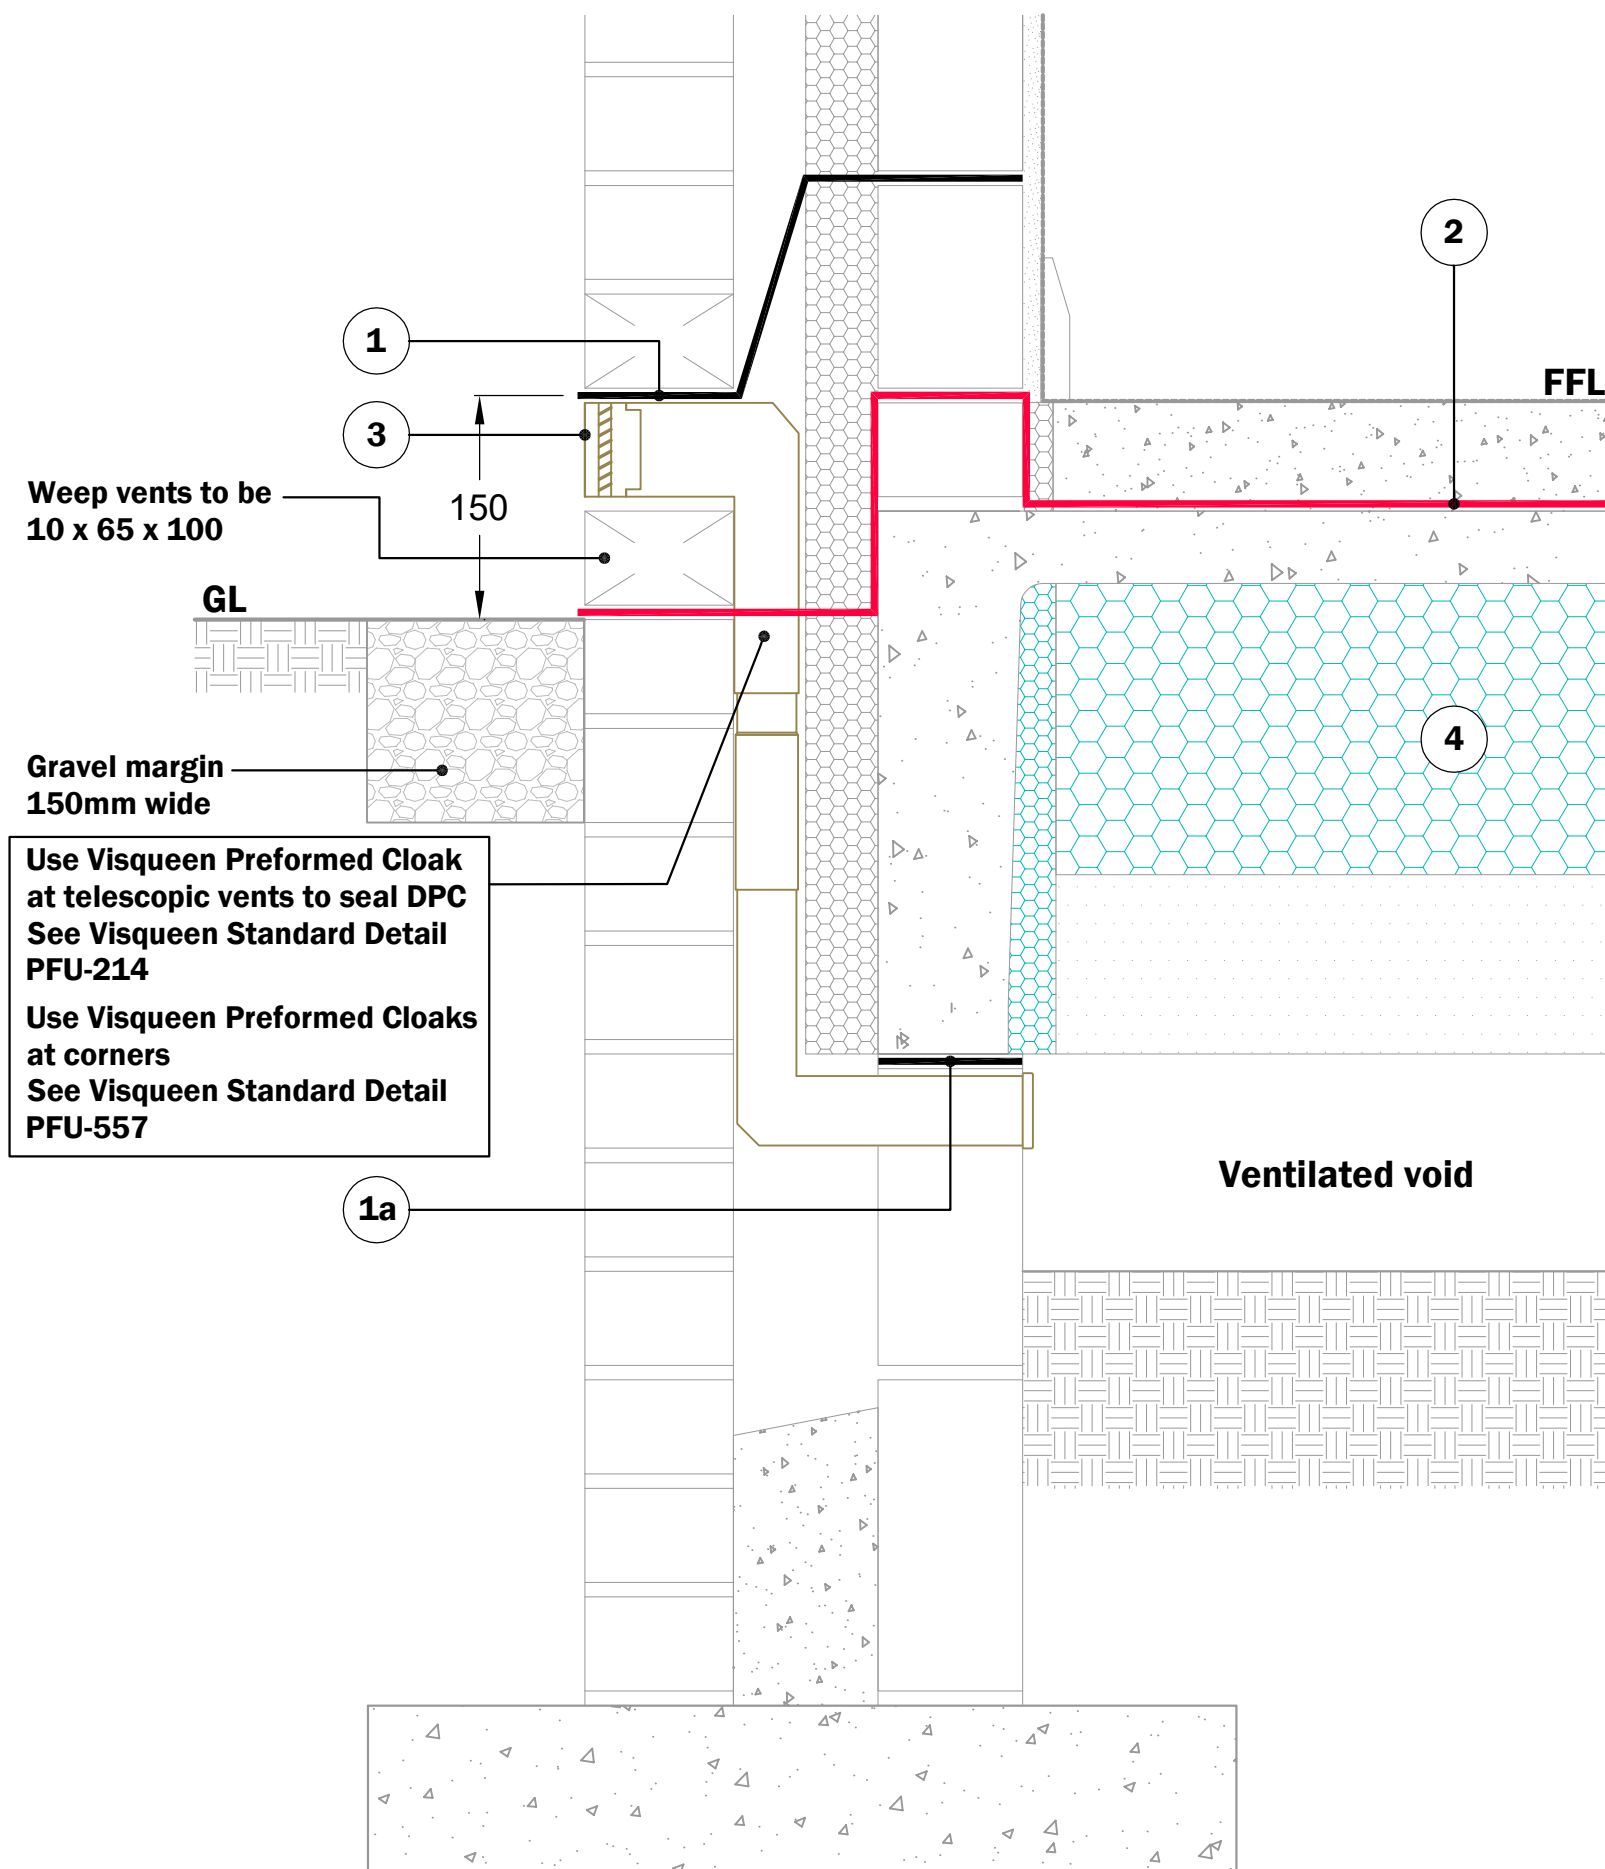 2
1
FFL
3
Weep vents to be
10 x 65 x 100
150
GL
4
Gravel margin
150mm wide
Use Visqueen Preformed Cloak
at telescopic vents to seal DPC
See Visqueen Standard Detail
PFU-214
Use Visqueen Preformed Cloaks
at corners
See Visqueen Standard Detail
PFU-557
Ventilated void
1a